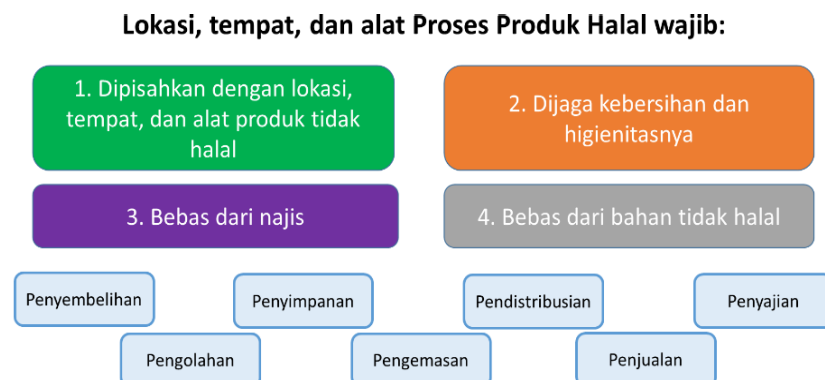 Lokasi, tempat, dan alat Proses Produk Halal wajib:
1. Dipisahkan dengan lokasi,
tempat, dan alat produk tidak
halal
2. Dijaga kebersihan dan
higienitasnya
3. Bebas dari najis
4. Bebas dari bahan tidak halal
Penyembelihan
Pengolahan
Penyimpanan
Pengemasan
Pendistribusian
Penjualan
Penyajian